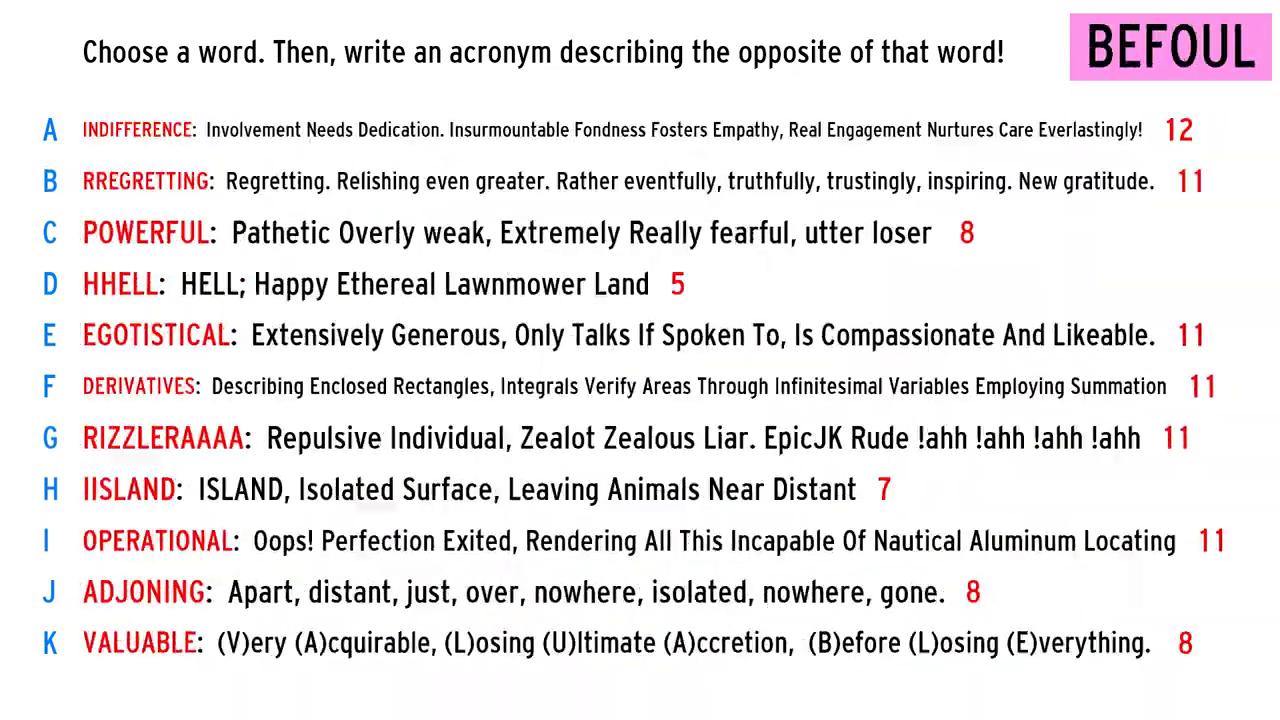 Choose a word. Then, write an acronym describing the opposite of that word!
BEFOUL
A INDIFFERENCE: Involvement Needs Dedication. Insurmountable Fondness Fosters Empathy, Real Engagement Nurtures Care Everlastingly! 12
B RREGRETTING: Regretting. Relishing even greater. Rather eventfully, truthfully, trustingly, inspiring. New gratitude. 11
C POWERFUL: Pathetic Overly weak, Extremely Really fearful, utter loser 8
D HHELL: HELL; Happy Ethereal Lawnmower Land 5
E EGOTISTICAL: Extensively Generous, Only Talks If Spoken To, Is Compassionate And Likeable. 11
F DERIVATIVES: Describing Enclosed Rectangles, Integrals Verify Areas Through Infinitesimal Variables Employing Summation 11
G RIZZLERAAAA: Repulsive Individual, Zealot Zealous Liar. EpicJK Rude !ahh !ahh !ahh !ahh 11
H IISLAND: ISLAND, Isolated Surface, Leaving Animals Near Distant 7
I OPERATIONAL: Oops! Perfection Exited, Rendering All This Incapable Of Nautical Aluminum Locating 11
J ADJONING: Apart, distant, just, over, nowhere, isolated, nowhere, gone. 8
K VALUABLE: (V)ery (A)cquirable, (L)osing (U)ltimate (A)ccretion, (B)efore (L)osing (E)verything. 8